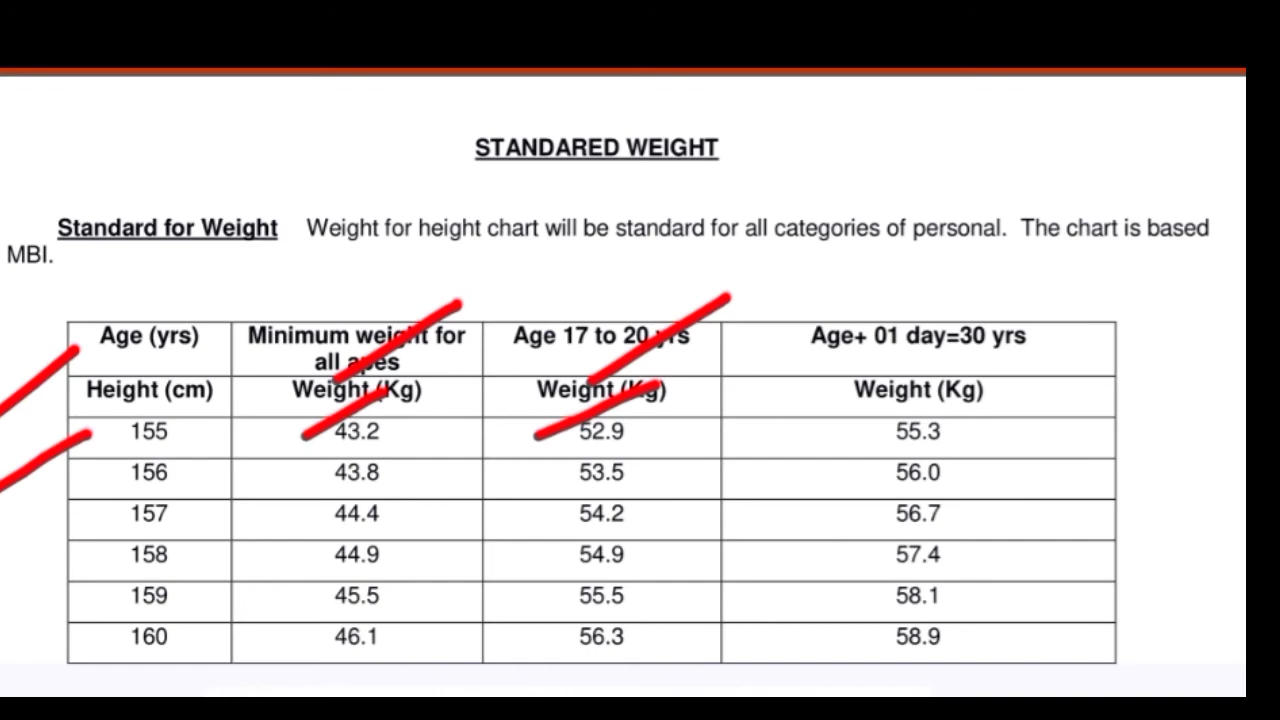 STANDARED WEIGHT
Standard for Weight Weight for height chart will be standard for all categories of personal. The chart is based
MBI.
Age (yrs) Minimum weight for all apes Age 17 to 20 yrs Age+ 01 day=30 yrs
Height (cm) Weight (Kg) Weight (Kg) Weight (Kg)
155 43.2 52.9 55.3
156 43.8 53.5 56.0
157 44.4 54.2 56.7
158 44.9 54.9 57.4
159 45.5 55.5 58.1
160 46.1 56.3 58.9